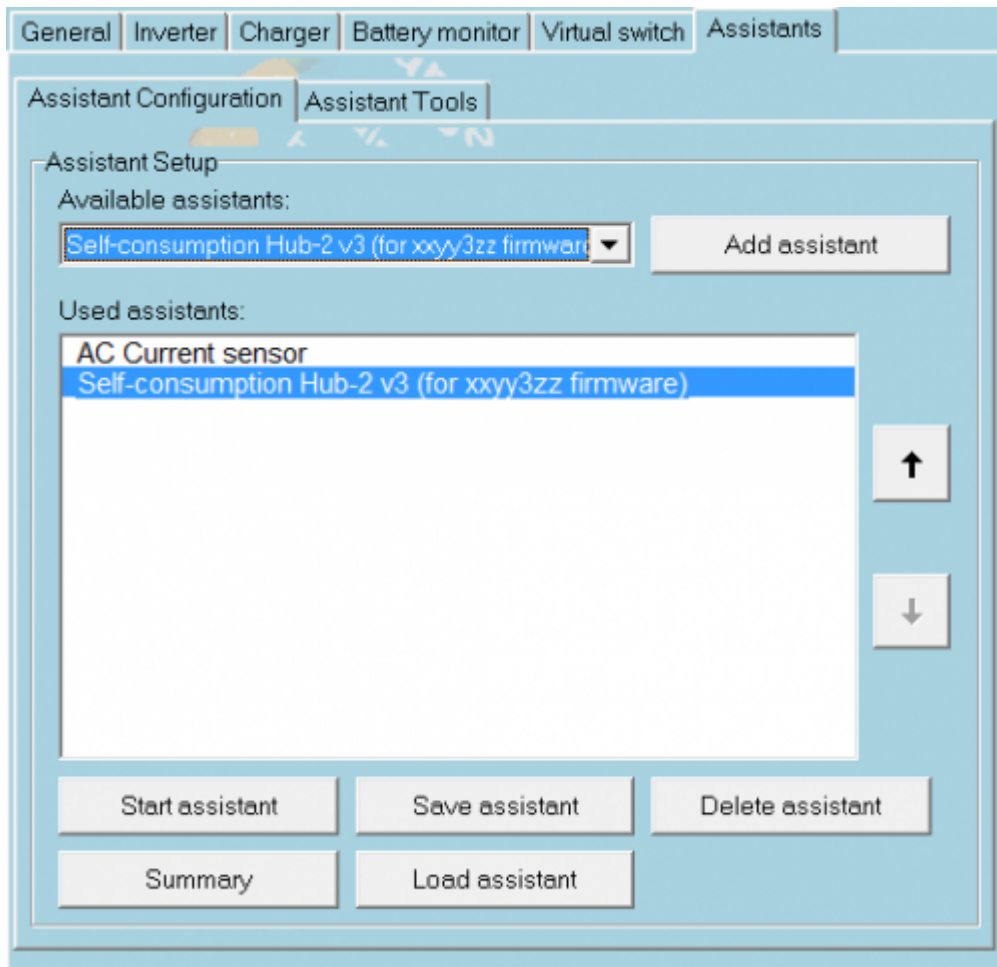 General Inverter Charger Battery monitor Virtual switch Assistants
Assistant Configuration Assistant Tools
Assistant Setup
Available assistants:
Self-consumption Hub-2 v3 (for xxyy3zz firmware Add assistant
Used assistants:
AC Current sensor
Self-consumption Hub-2 v3 (for xxyy3zz firmware)
Start assistant Save assistant Delete assistant
Summary Load assistant